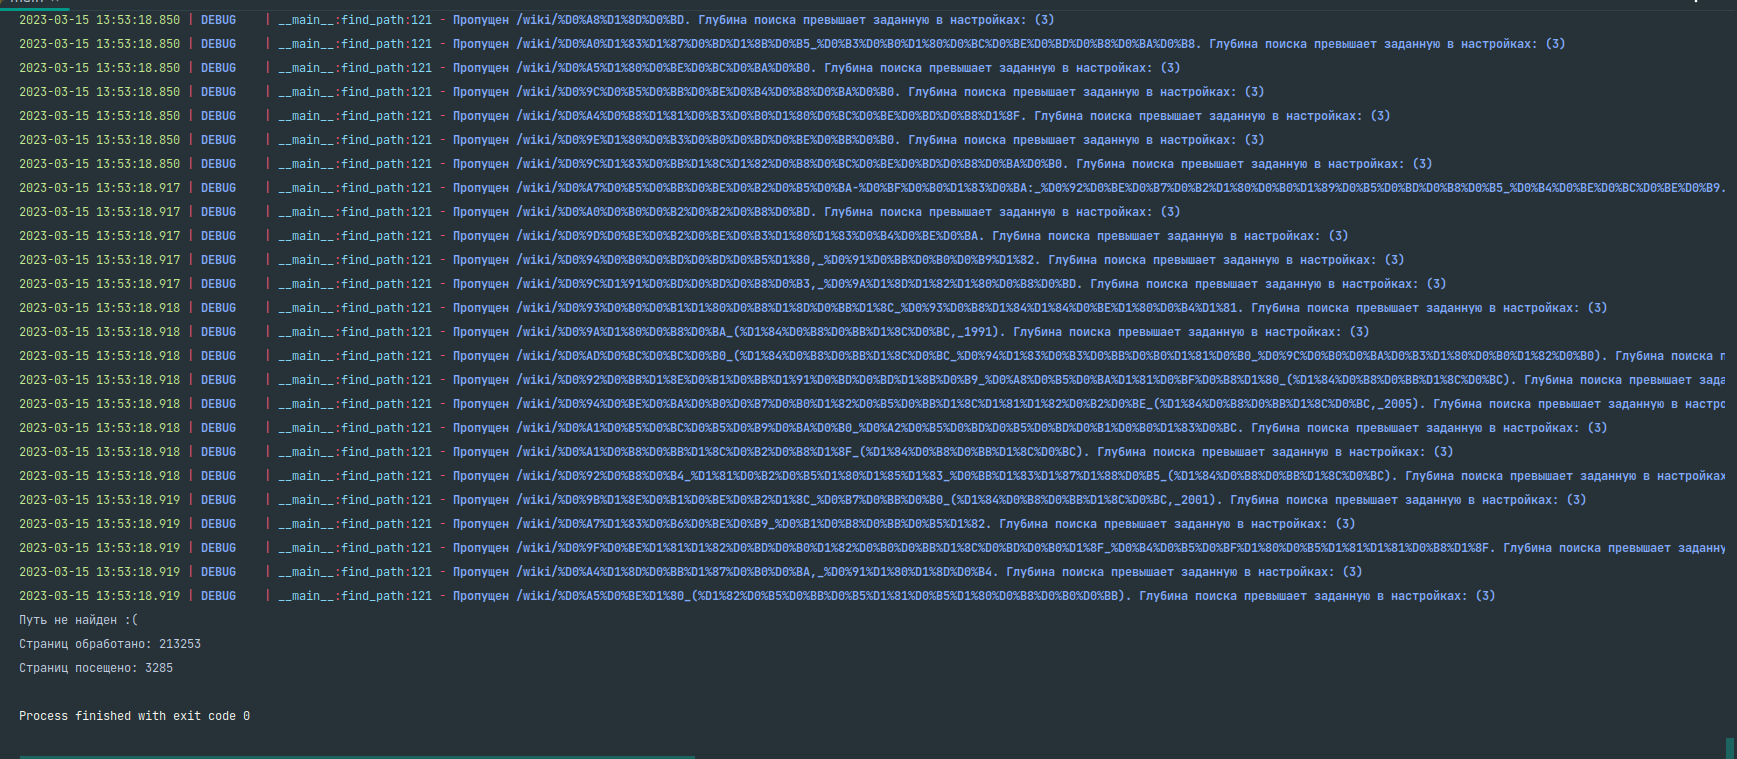 2023-03-15 13:53:18.850 | DEBUG    | __main__:find_path:121 - Пропущен /wiki/%D0%A8%D1%8D%D0%BD. Глубина поиска превышает заданную в настройках: (3)
2023-03-15 13:53:18.850 | DEBUG    | __main__:find_path:121 - Пропущен /wiki/%D0%A0%D1%83%D1%87%D0%BD%D1%8B%D0%B5_%D0%B3%D0%B0%D1%80%D0%BC%D0%BE%D0%BD%D0%B8%D0%BA%D0%B8. Глубина поиска превышает заданную в настройках: (3)
2023-03-15 13:53:18.850 | DEBUG    | __main__:find_path:121 - Пропущен /wiki/%D0%A5%D1%80%D0%BE%D0%BC%D0%BA%D0%B0. Глубина поиска превышает заданную в настройках: (3)
2023-03-15 13:53:18.850 | DEBUG    | __main__:find_path:121 - Пропущен /wiki/%D0%9C%D0%B5%D0%BB%D0%BE%D0%B4%D0%B8%D0%BA%D0%B0. Глубина поиска превышает заданную в настройках: (3)
2023-03-15 13:53:18.850 | DEBUG    | __main__:find_path:121 - Пропущен /wiki/%D0%A4%D0%B8%D1%81%D0%B3%D0%B0%D1%80%D0%BC%D0%BE%D0%BD%D0%B8%D1%8F. Глубина поиска превышает заданную в настройках: (3)
2023-03-15 13:53:18.850 | DEBUG    | __main__:find_path:121 - Пропущен /wiki/%D0%9E%D1%80%D0%B3%D0%B0%D0%BD%D0%BE%D0%BB%D0%B0. Глубина поиска превышает заданную в настройках: (3)
2023-03-15 13:53:18.850 | DEBUG    | __main__:find_path:121 - Пропущен /wiki/%D0%9C%D1%83%D0%BB%D1%8C%D1%82%D0%B8%D0%BC%D0%BE%D0%BD%D0%B8%D0%BA%D0%B0. Глубина поиска превышает заданную в настройках: (3)
2023-03-15 13:53:18.917 | DEBUG    | __main__:find_path:121 - Пропущен /wiki/%D0%A7%D0%B5%D0%BB%D0%BE%D0%B2%D0%B5%D0%BA-%D0%BF%D0%B0%D1%83%D0%BA:_%D0%92%D0%BE%D0%B7%D0%B2%D1%80%D0%B0%D1%89%D0%B5%D0%BD%D0%B8%D0%B5_%D0%B4%D0%BE%D0%BC%D0%BE%D0%B9.
2023-03-15 13:53:18.917 | DEBUG    | __main__:find_path:121 - Пропущен /wiki/%D0%A0%D0%B0%D0%B2%D0%B2%D0%B8%D0%BD. Глубина поиска превышает заданную в настройках: (3)
2023-03-15 13:53:18.917 | DEBUG    | __main__:find_path:121 - Пропущен /wiki/%D0%9D%D0%BE%D0%B2%D0%BE%D0%B3%D1%80%D1%83%D0%B4%D0%BE%D0%BA. Глубина поиска превышает заданную в настройках: (3)
2023-03-15 13:53:18.917 | DEBUG    | __main__:find_path:121 - Пропущен /wiki/%D0%94%D0%B0%D0%BD%D0%BD%D0%B5%D1%80,_%D0%91%D0%BB%D0%B0%D0%B9%D1%82. Глубина поиска превышает заданную в настройках: (3)
2023-03-15 13:53:18.917 | DEBUG    | __main__:find_path:121 - Пропущен /wiki/%D0%9C%D1%91%D0%BD%D0%BD%D0%B8%D0%B3,_%D0%9A%D1%8D%D1%82%D1%80%D0%B8%D0%BD. Глубина поиска превышает заданную в настройках: (3)
2023-03-15 13:53:18.918 | DEBUG    | __main__:find_path:121 - Пропущен /wiki/%D0%93%D0%B0%D0%B1%D1%80%D0%B8%D1%8D%D0%BB%D1%8C_%D0%93%D0%B8%D1%84%D1%84%D0%BE%D1%80%D0%B4%D1%81. Глубина поиска превышает заданную в настройках: (3)
2023-03-15 13:53:18.918 | DEBUG    | __main__:find_path:121 - Пропущен /wiki/%D0%9A%D1%80%D0%B8%D0%BA_(%D1%84%D0%B8%D0%BB%D1%8C%D0%BC,_1991). Глубина поиска превышает заданную в настройках: (3)
2023-03-15 13:53:18.918 | DEBUG    | __main__:find_path:121 - Пропущен /wiki/%D0%AD%D0%BC%D0%BC%D0%B0_(%D1%84%D0%B8%D0%BB%D1%8C%D0%BC_%D0%94%D1%83%D0%B3%D0%BB%D0%B0%D1%81%D0%B0_%D0%9C%D0%B0%D0%BA%D0%B3%D1%80%D0%B0%D1%82%D0%B0). Глубина поиска п
2023-03-15 13:53:18.918 | DEBUG    | __main__:find_path:121 - Пропущен /wiki/%D0%92%D0%BB%D1%8E%D0%B1%D0%BB%D1%91%D0%BD%D0%BD%D1%8B%D0%B9_%D0%A8%D0%B5%D0%BA%D1%81%D0%BF%D0%B8%D1%80_(%D1%84%D0%B8%D0%BB%D1%8C%D0%BC). Глубина поиска превышает зада
2023-03-15 13:53:18.918 | DEBUG    | __main__:find_path:121 - Пропущен /wiki/%D0%94%D0%BE%D0%BA%D0%B0%D0%B7%D0%B0%D1%82%D0%B5%D0%BB%D1%8C%D1%81%D1%82%D0%B2%D0%BE_(%D1%84%D0%B8%D0%BB%D1%8C%D0%BC,_2005). Глубина поиска превышает заданную в настро
2023-03-15 13:53:18.918 | DEBUG    | __main__:find_path:121 - Пропущен /wiki/%D0%A1%D0%B5%D0%BC%D0%B5%D0%B9%D0%BA%D0%B0_%D0%A2%D0%B5%D0%BD%D0%B5%D0%BD%D0%B1%D0%B0%D1%83%D0%BC. Глубина поиска превышает заданную в настройках: (3)
2023-03-15 13:53:18.918 | DEBUG    | __main__:find_path:121 - Пропущен /wiki/%D0%A1%D0%B8%D0%BB%D1%8C%D0%B2%D0%B8%D1%8F_(%D1%84%D0%B8%D0%BB%D1%8C%D0%BC). Глубина поиска превышает заданную в настройках: (3)
2023-03-15 13:53:18.918 | DEBUG    | __main__:find_path:121 - Пропущен /wiki/%D0%92%D0%B8%D0%B4_%D1%81%D0%B2%D0%B5%D1%80%D1%85%D1%83_%D0%BB%D1%83%D1%87%D1%88%D0%B5_(%D1%84%D0%B8%D0%BB%D1%8C%D0%BC). Глубина поиска превышает заданную в настройках
2023-03-15 13:53:18.919 | DEBUG    | __main__:find_path:121 - Пропущен /wiki/%D0%9B%D1%8E%D0%B1%D0%BE%D0%B2%D1%8C_%D0%B7%D0%BB%D0%B0_(%D1%84%D0%B8%D0%BB%D1%8C%D0%BC,_2001). Глубина поиска превышает заданную в настройках: (3)
2023-03-15 13:53:18.919 | DEBUG    | __main__:find_path:121 - Пропущен /wiki/%D0%A7%D1%83%D0%B6%D0%BE%D0%B9_%D0%B1%D0%B8%D0%BB%D0%B5%D1%82. Глубина поиска превышает заданную в настройках: (3)
2023-03-15 13:53:18.919 | DEBUG    | __main__:find_path:121 - Пропущен /wiki/%D0%9F%D0%BE%D1%81%D1%82%D0%BD%D0%B0%D1%82%D0%B0%D0%BB%D1%8C%D0%BD%D0%B0%D1%8F_%D0%B4%D0%B5%D0%BF%D1%80%D0%B5%D1%81%D1%81%D0%B8%D1%8F. Глубина поиска превышает заданну
2023-03-15 13:53:18.919 | DEBUG    | __main__:find_path:121 - Пропущен /wiki/%D0%A4%D1%8D%D0%BB%D1%87%D0%B0%D0%BA,_%D0%91%D1%80%D1%8D%D0%B4. Глубина поиска превышает заданную в настройках: (3)
2023-03-15 13:53:18.919 | DEBUG    | __main__:find_path:121 - Пропущен /wiki/%D0%A5%D0%BE%D1%80_(%D1%82%D0%B5%D0%BB%D0%B5%D1%81%D0%B5%D1%80%D0%B8%D0%B0%D0%BB). Глубина поиска превышает заданную в настройках: (3)
Путь не найден :(
Страниц обработано: 213253
Страниц посещено: 3285
Process finished with exit code 0